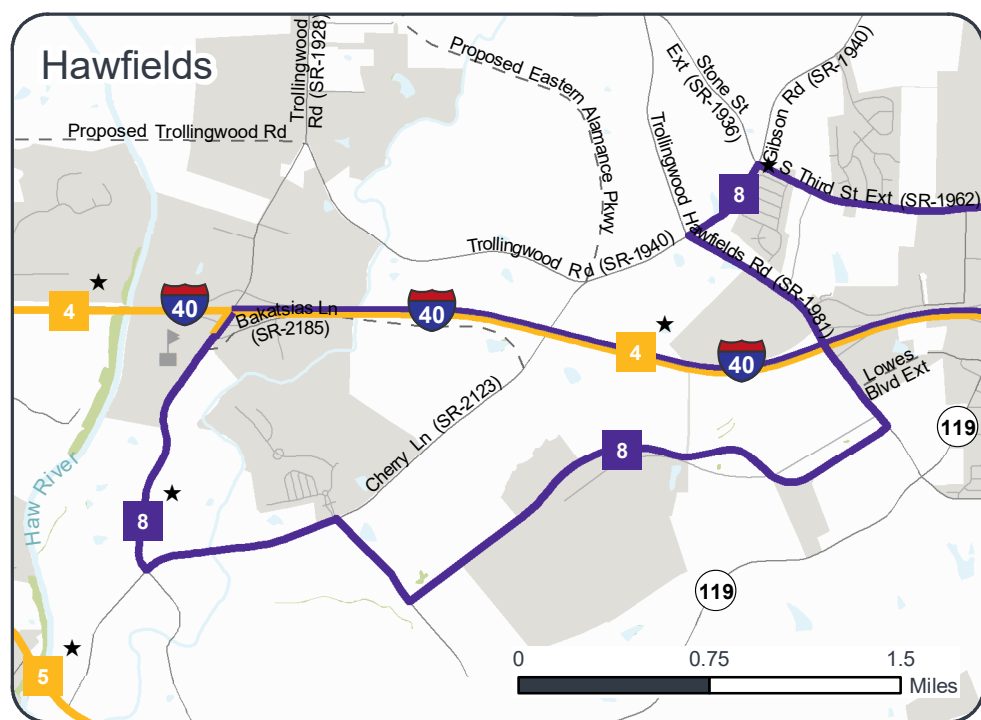 Hawfields
Trollingwood
Rd (SR-1928)
Proposed Eastern Alamance Pkwy
Stone St
Ext (SR-1936)
Gibson Rd (SR-1940)
Proposed Trollingwood Rd
Trollingwood Hawfields Rd (SR-1981)
S Third St Ext (SR-1962)
8
Trollingwood Rd (SR-1940)
4
40
Bakatsias Ln
(SR-2185)
40
4
40
Lowes
Blvd Ext
119
Cherry Ln (SR-2123)
8
Haw River
8
119
5
0
0.75
1.5
Miles